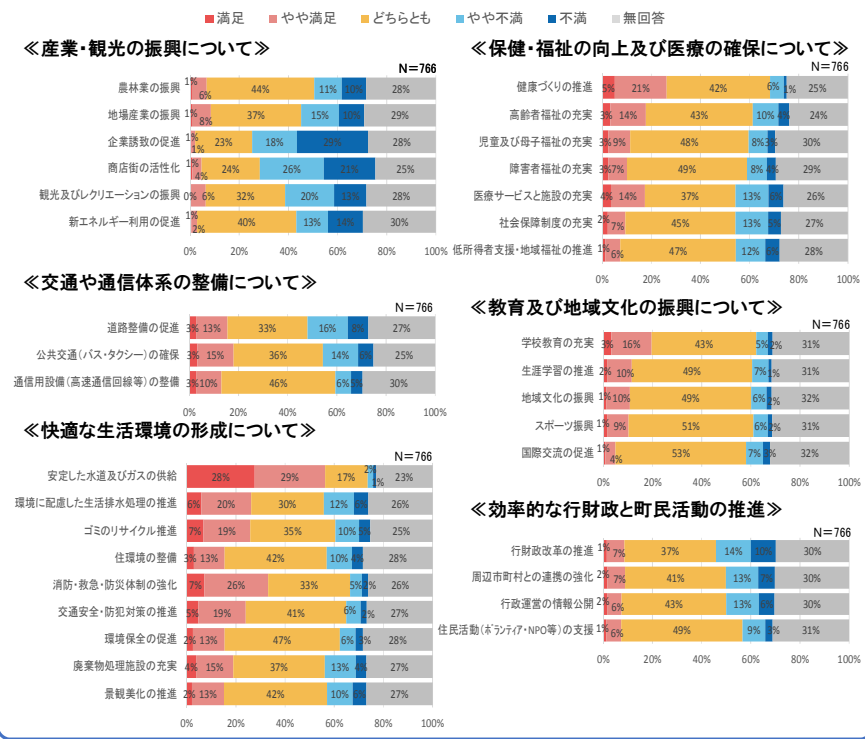 満足 やや満足 どちらとも やや不満 不満 無回答
≪産業・観光の振興について≫
N=766
農林業の振興 1% 6% 44% 11% 10% 28%
地場産業の振興 1% 8% 37% 15% 10% 29%
企業誘致の促進 1% 1% 23% 18% 29% 28%
商店街の活性化 1% 4% 24% 26% 21% 25%
観光及びレクリエーションの振興 0% 6% 32% 20% 13% 28%
新エネルギー利用の促進 1% 2% 40% 13% 14% 30%
0% 20% 40% 60% 80% 100%
≪交通や通信体系の整備について≫
N=766
道路整備の促進 3% 13% 33% 16% 8% 27%
公共交通(バス・タクシー)の確保 3% 15% 36% 14% 6% 25%
通信用設備(高速通信回線等)の整備 3% 10% 46% 6% 5% 30%
0% 20% 40% 60% 80% 100%
≪快適な生活環境の形成について≫
N=766
安定した水道及びガスの供給 28% 29% 17% 2% 1% 23%
環境に配慮した生活排水処理の推進 6% 20% 30% 12% 6% 26%
ゴミのリサイクル推進 7% 19% 35% 10% 5% 25%
住環境の整備 3% 13% 42% 10% 4% 28%
消防・救急・防災体制の強化 7% 26% 33% 5% 2% 26%
交通安全・防犯対策の推進 5% 19% 41% 6% 27%
環境保全の促進 2% 13% 47% 6% 3% 28%
廃棄物処理施設の充実 4% 15% 37% 13% 4% 27%
景観美化の推進 2% 13% 42% 10% 6% 27%
0% 20% 40% 60% 80% 100%
≪保健・福祉の向上及び医療の確保について≫
N=766
健康づくりの推進 5% 21% 42% 6% 1% 25%
高齢者福祉の充実 3% 14% 43% 10% 4% 24%
児童及び母子福祉の充実 3% 9% 48% 8% 3% 30%
障害者福祉の充実 3% 7% 49% 8% 4% 29%
医療サービスと施設の充実 4% 14% 37% 13% 6% 26%
社会保障制度の充実 2% 7% 45% 13% 5% 27%
低所得者支援・地域福祉の推進 1% 6% 47% 12% 6% 28%
0% 20% 40% 60% 80% 100%
≪教育及び地域文化の振興について≫
N=766
学校教育の充実 3% 16% 43% 5% 2% 31%
生涯学習の推進 2% 10% 49% 7% 1% 31%
地域文化の振興 1% 10% 49% 6% 2% 31%
スポーツ振興 1% 9% 51% 6% 2% 31%
国際交流の促進 1% 4% 53% 7% 3% 32%
0% 20% 40% 60% 80% 100%
≪効率的な行財政と町民活動の推進≫
N=766
行財政改革の推進 1% 7% 37% 14% 10% 30%
周辺市町村との連携の強化 2% 7% 41% 13% 7% 30%
行政運営の情報公開 2% 6% 43% 13% 6% 30%
住民活動(ボランティア・NPO等)の支援 1% 6% 49% 9% 3% 31%
0% 20% 40% 60% 80% 100%